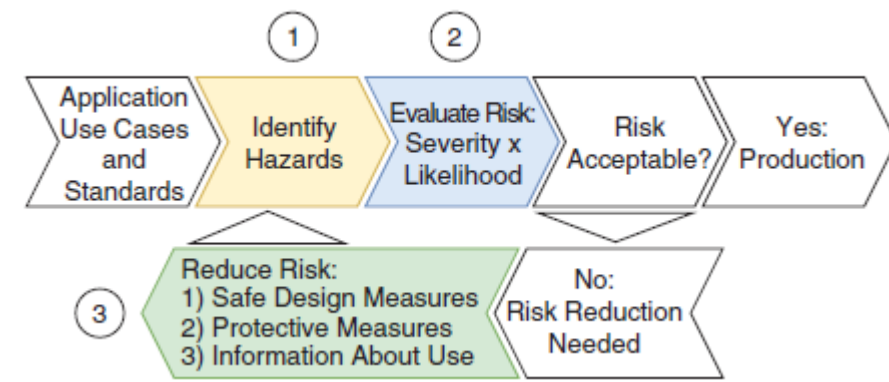 1
2
Application
Use Cases
and
Standards
Identify
Hazards
Evaluate Risk:
Severity x
Likelihood
Risk
Acceptable?
Yes:
Production
3
Reduce Risk:
1) Safe Design Measures
2) Protective Measures
3) Information About Use
No:
Risk Reduction
Needed